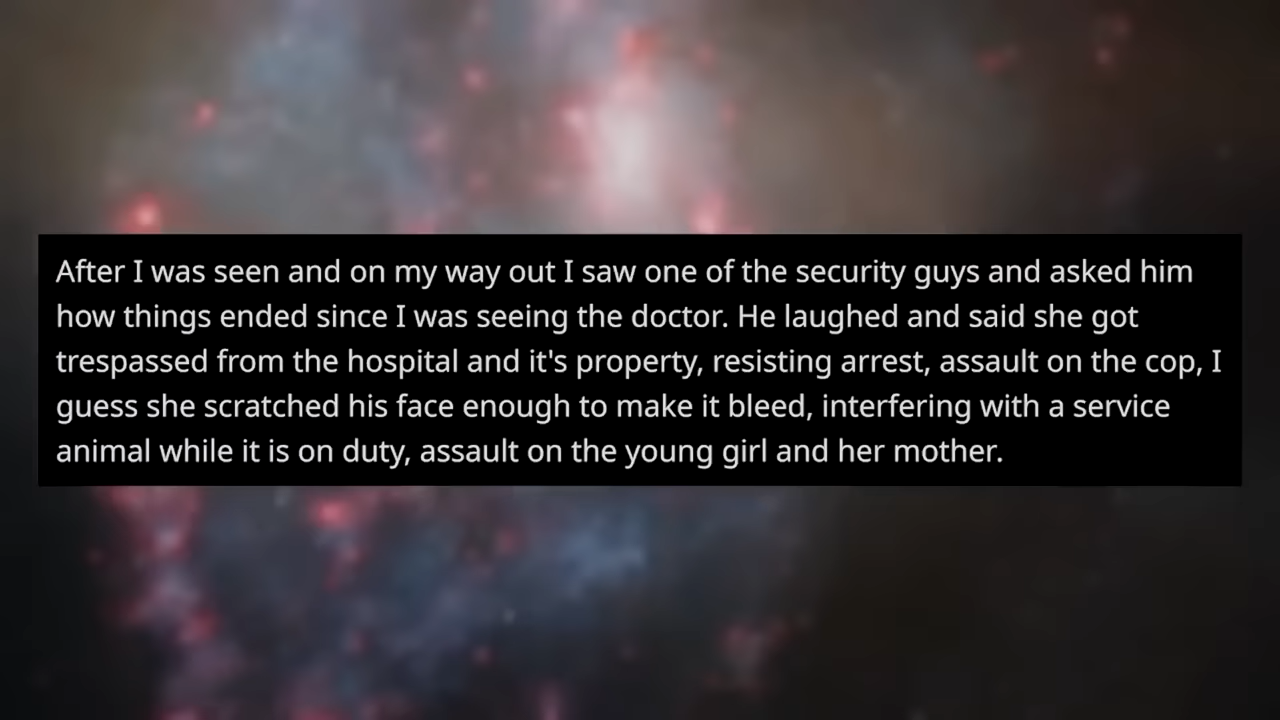 After I was seen and on my way out I saw one of the security guys and asked him
how things ended since I was seeing the doctor. He laughed and said she got
trespassed from the hospital and it's property, resisting arrest, assault on the cop, I
guess she scratched his face enough to make it bleed, interfering with a service
animal while it is on duty, assault on the young girl and her mother.